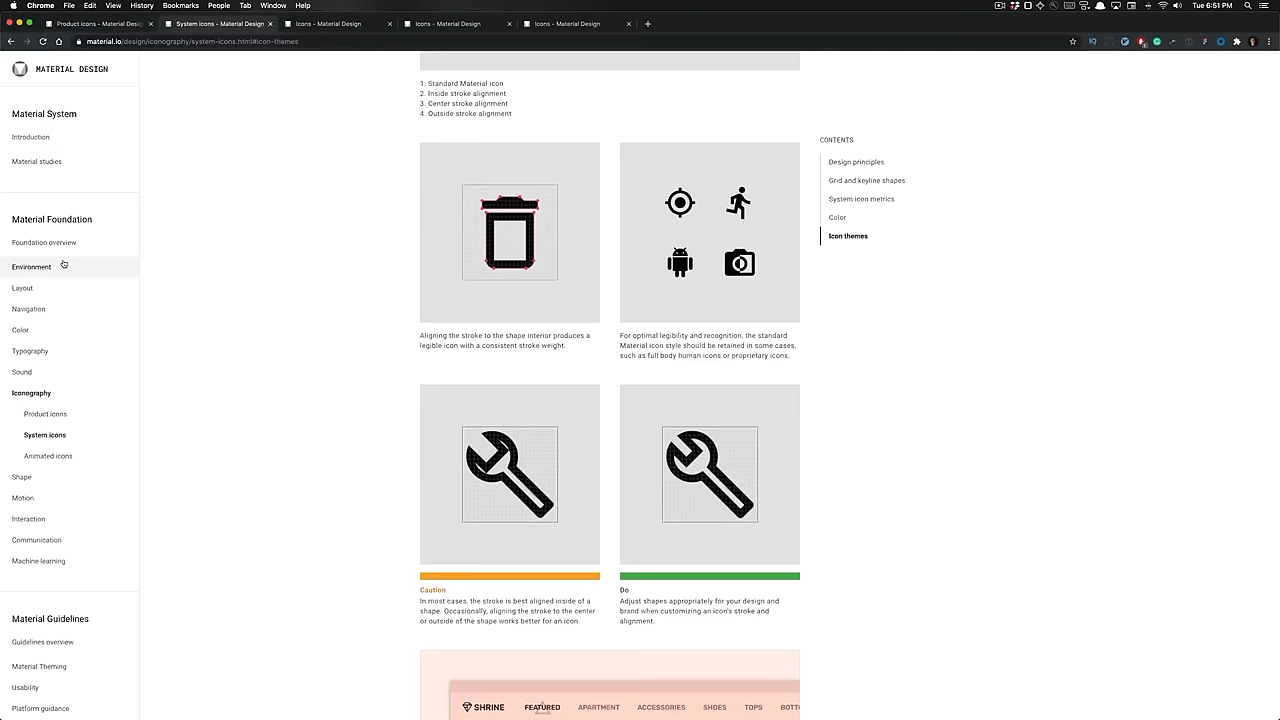 Chrome File Edit View History Bookmarks People Tab Window Help
Tue 6:51 PM
Product icons – Material Desig
System icons - Material Design
Icons - Material Design
Icons - Material Design
Icons - Material Design
material.io/design/iconography/system-icons.html#icon-themes
MATERIAL DESIGN
Material System
Introduction
Material studies
Material Foundation
Foundation overview
Environment
Layout
Navigation
Color
Typography
Sound
Iconography
Product icons
System icons
Animated icons
Shape
Motion
Interaction
Communication
Machine learning
Material Guidelines
Guidelines overview
Material Theming
Usability
Platform guidance
1. Standard Material icon
2. Inside stroke alignment
3. Center stroke alignment
4. Outside stroke alignment
Aligning the stroke to the shape interior produces a
legible icon with a consistent stroke weight.
For optimal legibility and recognition, the standard
Material icon style should be retained in some cases,
such as full body human icons or proprietary icons.
Caution
In most cases, the stroke is best aligned inside of a
shape. Occasionally, aligning the stroke to the center
or outside of the shape works better for an icon.
Do
Adjust shapes appropriately for your design and
brand when customizing an icon's stroke and
alignment.
SHRINE FEATURED APARTMENT ACCESSORIES SHOES TOPS BOTT
CONTENTS
Design principles
Grid and keyline shapes
System icon metrics
Color
Icon themes